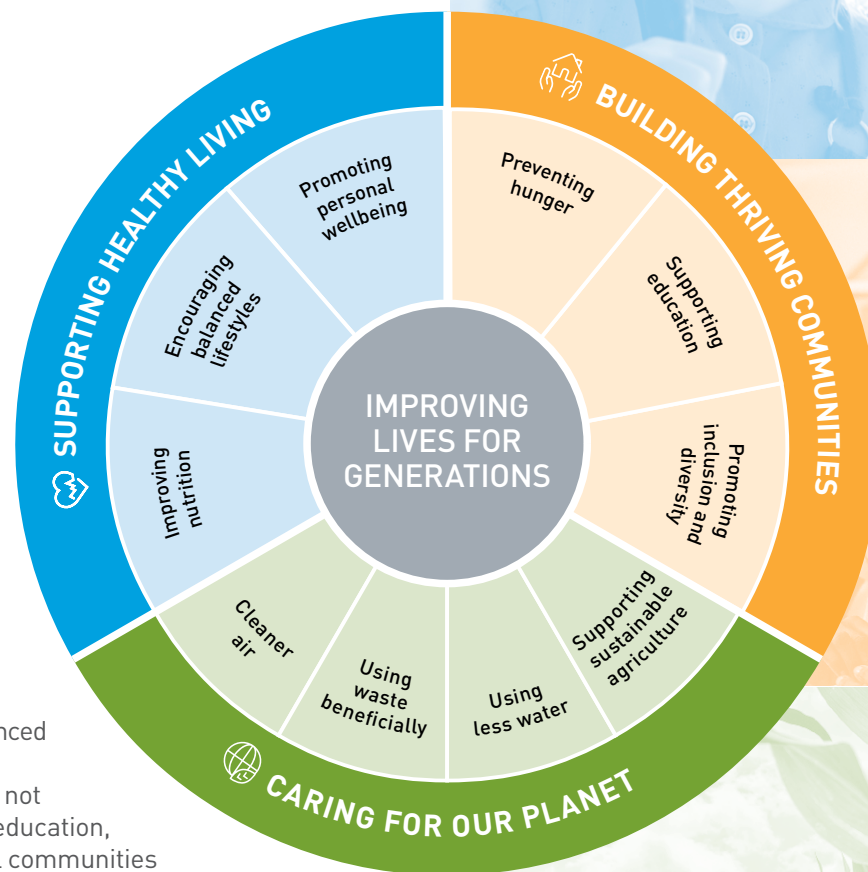 SUPPORTING HEALTHY LIVING
Promoting
personal
wellbeing
Encouraging
balanced
lifestyles
Improving
nutrition
BUILDING THRIVING COMMUNITIES
Preventing
hunger
Supporting
education
Promoting
inclusion and
diversity
IMPROVING
LIVES FOR
GENERATIONS
Cleaner
air
Using
waste
beneficially
Using
less water
Supporting
sustainable
agriculture
CARING FOR OUR PLANET
not
education,
communities